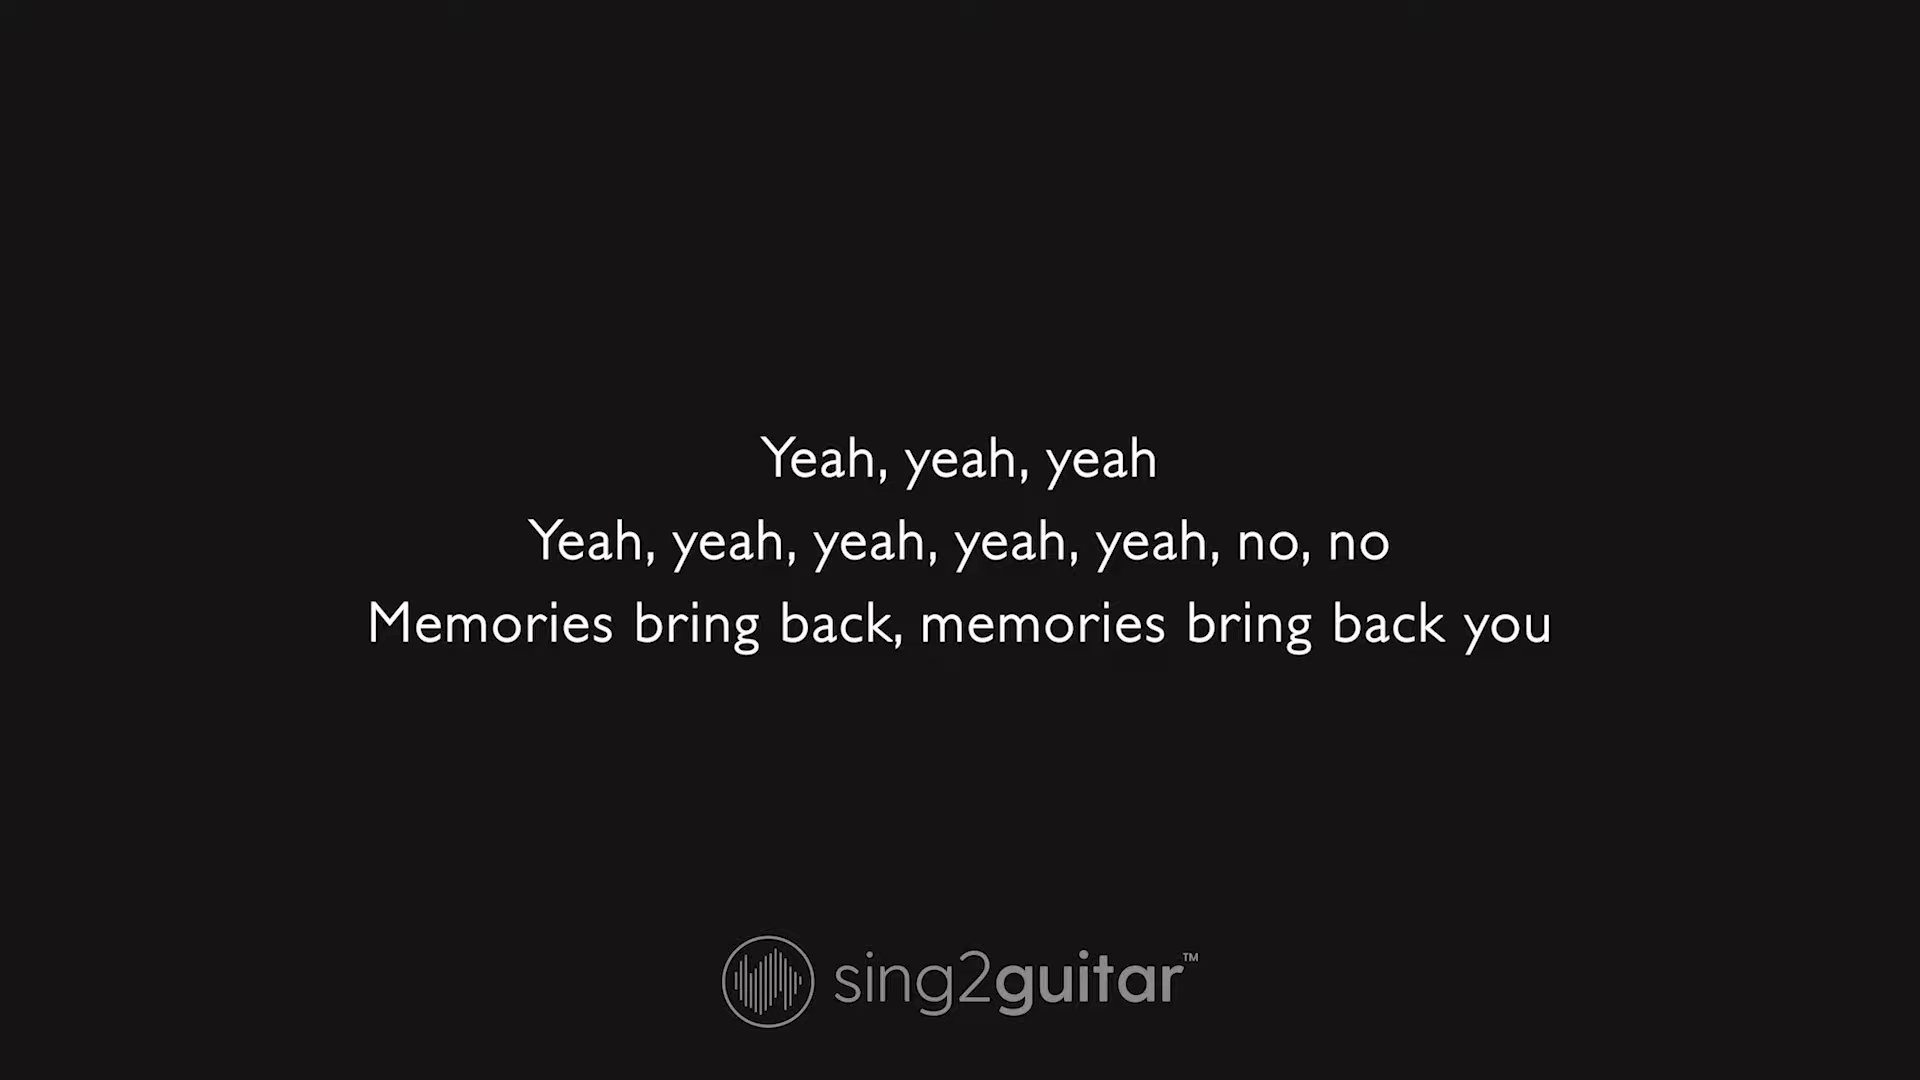 Yeah, yeah, yeah
Yeah, yeah, yeah, yeah, yeah, no, no
Memories bring back, memories bring back you
sing2guitar™